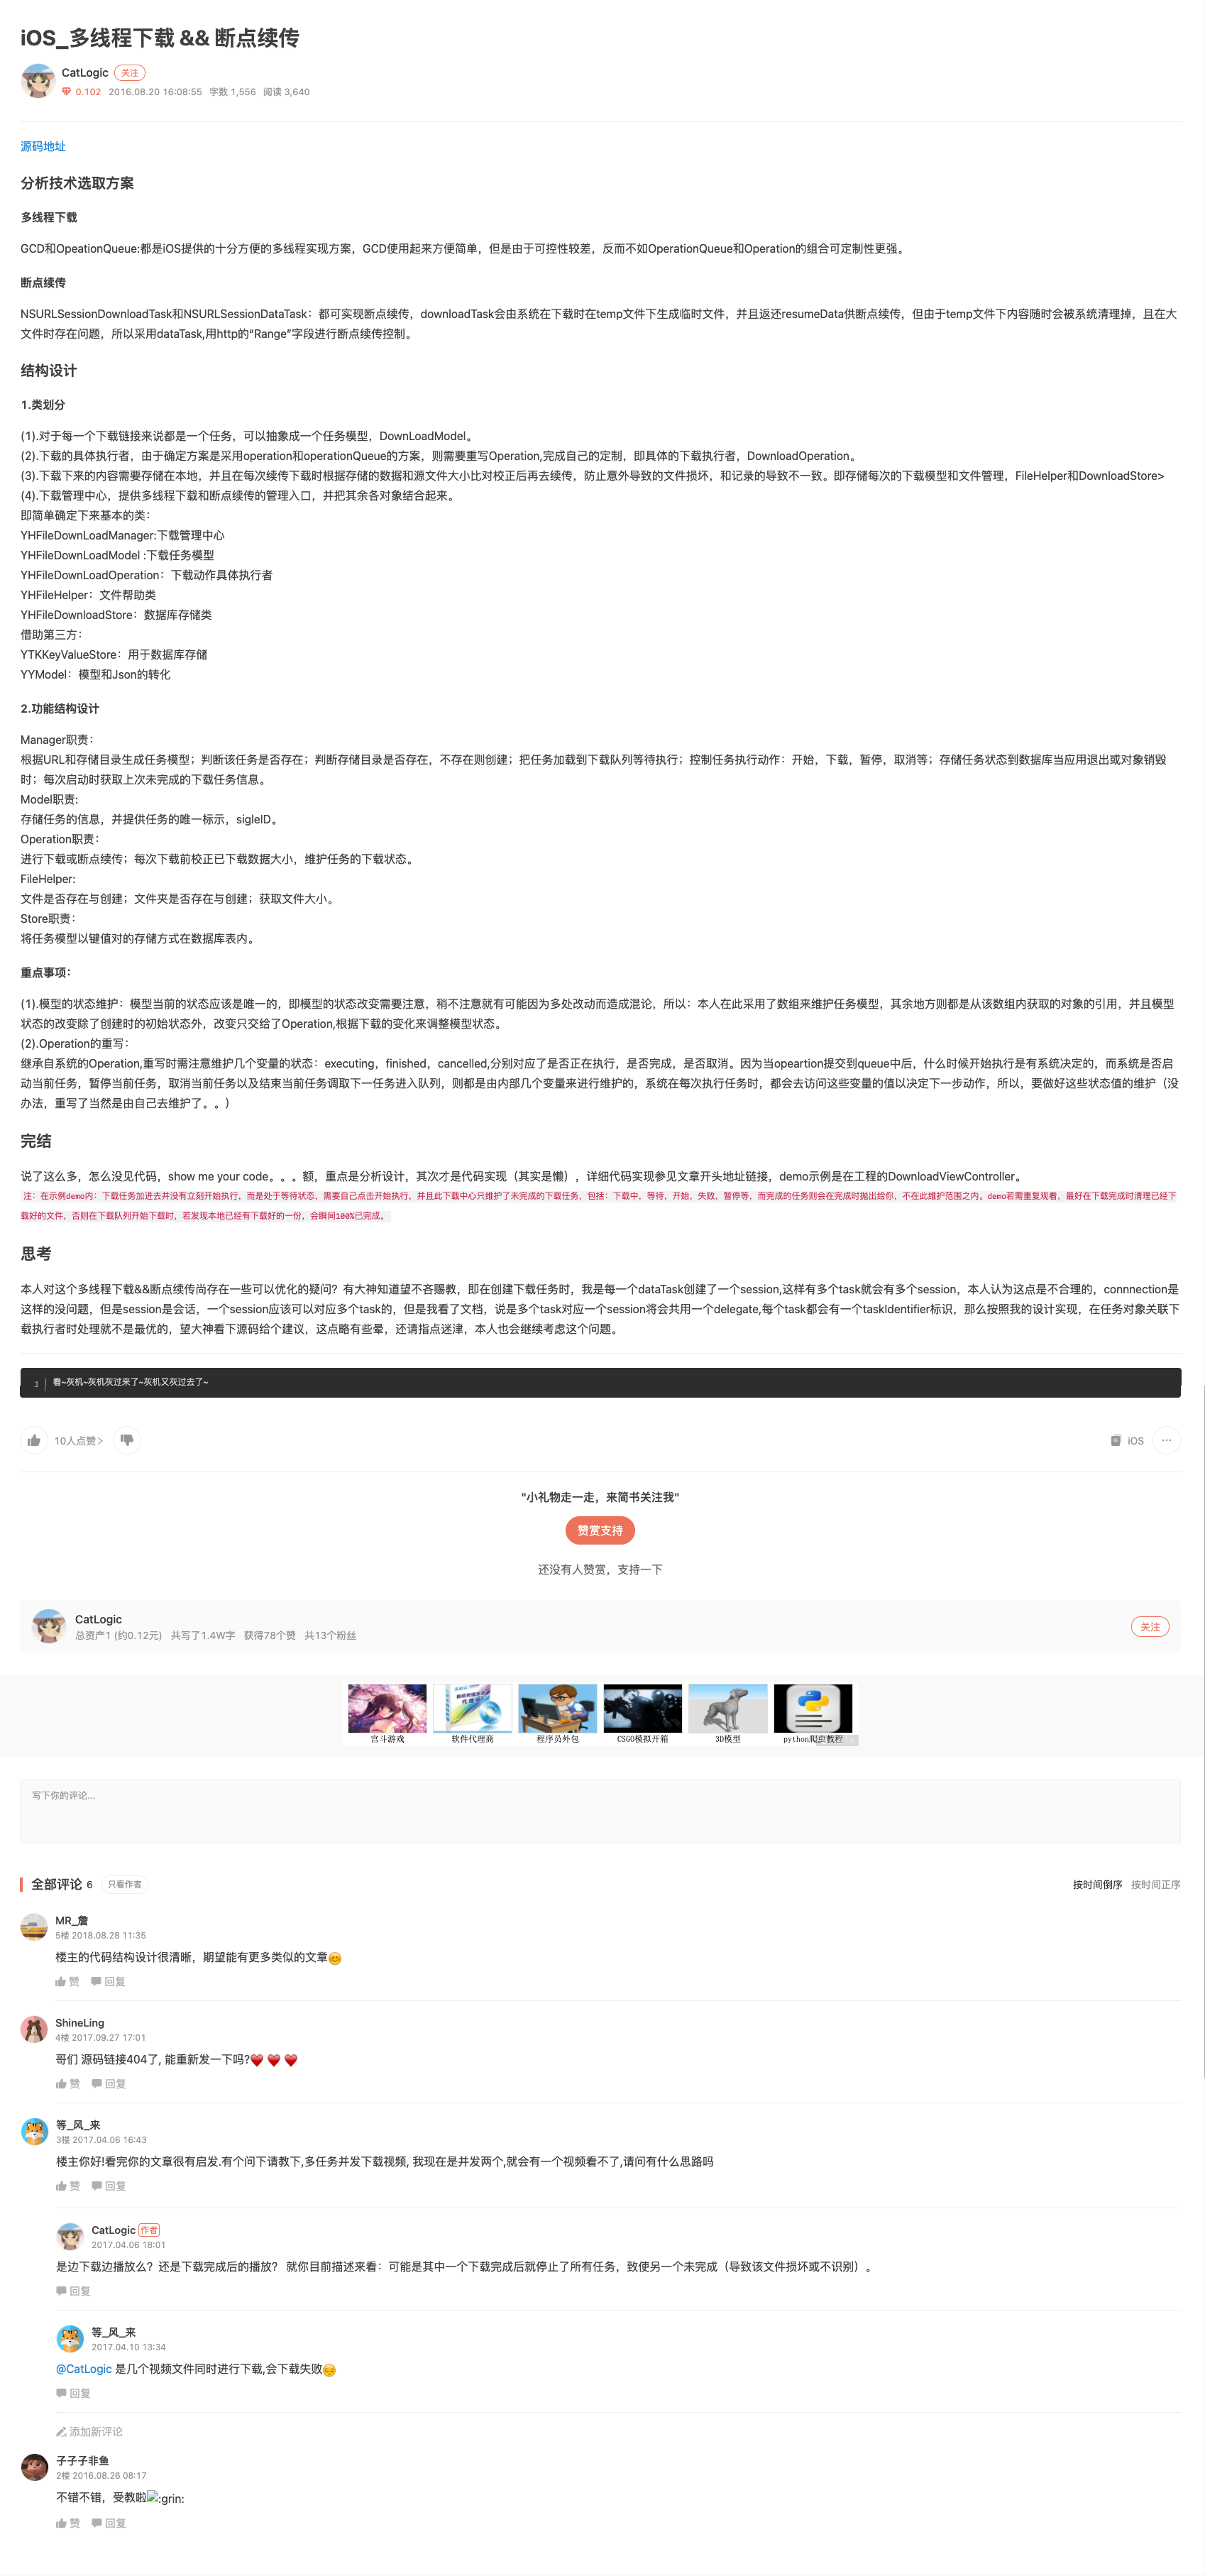 iOS_多线程下载 && 断点续传
CatLogic 关注
0.102 2016.08.20 16:08:55 字数 1,556 阅读 3,640
源码地址
分析技术选取方案
多线程下载
GCD和OpeationQueue:都是iOS提供的十分方便的多线程实现方案，GCD使用起来方便简单，但是由于可控性较差，反而不如OperationQueue和Operation的组合可定制性更强。
断点续传
NSURLSessionDownloadTask和NSURLSessionDataTask：都可实现断点续传，downloadTask会由系统在下载时在temp文件下生成临时文件，并且返还resumeData供断点续传，但由于temp文件下内容随时会被系统清理掉，且在大
文件时存在问题，所以采用dataTask,用http的“Range”字段进行断点续传控制。
结构设计
1.类划分
(1).对于每一个下载链接来说都是一个任务，可以抽象成一个任务模型，DownLoadModel。
(2).下载的具体执行者，由于确定方案是采用operation和operationQueue的方案，则需要重写Operation,完成自己的定制，即具体的下载执行者，DownloadOperation。
(3).下载下来的内容需要存储在本地，并且在每次续传下载时根据存储的数据和源文件大小比对校正后再去续传，防止意外导致的文件损坏，和记录的导致不一致。即存储每次的下载模型和文件管理，FileHelper和DownloadStore>
(4).下载管理中心，提供多线程下载和断点续传的管理入口，并把其余各对象结合起来。
即简单确定下来基本的类：
YHFileDownLoadManager:下载管理中心
YHFileDownLoadModel :下载任务模型
YHFileDownLoadOperation：下载动作具体执行者
YHFileHelper：文件帮助类
YHFileDownloadStore：数据库存储类
借助第三方：
YTKKeyValueStore：用于数据库存储
YYModel：模型和Json的转化
2.功能结构设计
Manager职责：
根据URL和存储目录生成任务模型；判断该任务是否存在；判断存储目录是否存在，不存在则创建；把任务加载到下载队列等待执行；控制任务执行动作：开始，下载，暂停，取消等；存储任务状态到数据库当应用退出或对象销毁
时；每次启动时获取上次未完成的下载任务信息。
Model职责:
存储任务的信息，并提供任务的唯一标示，sigleID。
Operation职责：
进行下载或断点续传；每次下载前校正已下载数据大小，维护任务的下载状态。
FileHelper:
文件是否存在与创建；文件夹是否存在与创建；获取文件大小。
Store职责：
将任务模型以键值对的存储方式在数据库表内。
重点事项：
(1).模型的状态维护：模型当前的状态应该是唯一的，即模型的状态改变需要注意，稍不注意就有可能因为多处改动而造成混论，所以：本人在此采用了数组来维护任务模型，其余地方则都是从该数组内获取的对象的引用，并且模型
状态的改变除了创建时的初始状态外，改变只交给了Operation,根据下载的变化来调整模型状态。
(2).Operation的重写：
继承自系统的Operation,重写时需注意维护几个变量的状态：executing，finished，cancelled,分别对应了是否正在执行，是否完成，是否取消。因为当opeartion提交到queue中后，什么时候开始执行是有系统决定的，而系统是否启
动当前任务，暂停当前任务，取消当前任务以及结束当前任务调取下一任务进入队列，则都是由内部几个变量来进行维护的，系统在每次执行任务时，都会去访问这些变量的值以决定下一步动作，所以，要做好这些状态值的维护（没
办法，重写了当然是由自己去维护了。。）
完结
说了这么多，怎么没见代码，show me your code。。。额，重点是分析设计，其次才是代码实现（其实是懒），详细代码实现参见文章开头地址链接，demo示例是在工程的DownloadViewController。
注：在示例demo内：下载任务加进去并没有立刻开始执行，而是处于等待状态，需要自己点击开始执行，并且此下载中心只维护了未完成的下载任务，包括：下载中，等待，开始，失败，暂停等，而完成的任务则会在完成时抛出给你，不在此维护范围之内。demo若需重复观看，最好在下载完成时清理已经下
载好的文件，否则在下载队列开始下载时，若发现本地已经有下载好的一份，会瞬间100%已完成。
思考
本人对这个多线程下载&&断点续传尚存在一些可以优化的疑问？有大神知道望不吝赐教，即在创建下载任务时，我是每一个dataTask创建了一个session,这样有多个task就会有多个session，本人认为这点是不合理的，connnection是
这样的没问题，但是session是会话，一个session应该可以对应多个task的，但是我看了文档，说是多个task对应一个session将会共用一个delegate,每个task都会有一个taskIdentifier标识，那么按照我的设计实现，在任务对象关联下
载执行者时处理就不是最优的，望大神看下源码给个建议，这点略有些晕，还请指点迷津，本人也会继续考虑这个问题。
1 看~灰机~灰机灰过来了~灰机又灰过去了~
10人点赞> iOS ...
"小礼物走一走，来简书关注我"
赞赏支持
还没有人赞赏，支持一下
CatLogic
总资产1 (约0.12元) 共写了1.4W字 获得78个赞 共13个粉丝
关注
宫斗游戏 软件代理商 程序员外包 CSGO模拟开箱 3D模型 python爬虫教程
写下你的评论...
全部评论 6 只看作者 按时间倒序 按时间正序
MR_詹
5楼 2018.08.28 11:35
楼主的代码结构设计很清晰，期望能有更多类似的文章😊
赞 回复
ShineLing
4楼 2017.09.27 17:01
哥们 源码链接404了, 能重新发一下吗?❤️ ❤️ ❤️
赞 回复
等_风_来
3楼 2017.04.06 16:43
楼主你好!看完你的文章很有启发.有个问下请教下,多任务并发下载视频, 我现在是并发两个,就会有一个视频看不了,请问有什么思路吗
赞 回复
CatLogic 作者
2017.04.06 18:01
是边下载边播放么？还是下载完成后的播放？ 就你目前描述来看：可能是其中一个下载完成后就停止了所有任务，致使另一个未完成（导致该文件损坏或不识别）。
回复
等_风_来
2017.04.10 13:34
@CatLogic 是几个视频文件同时进行下载,会下载失败😔
回复
添加新评论
子子子非鱼
2楼 2016.08.26 08:17
不错不错，受教啦:grin:
赞 回复